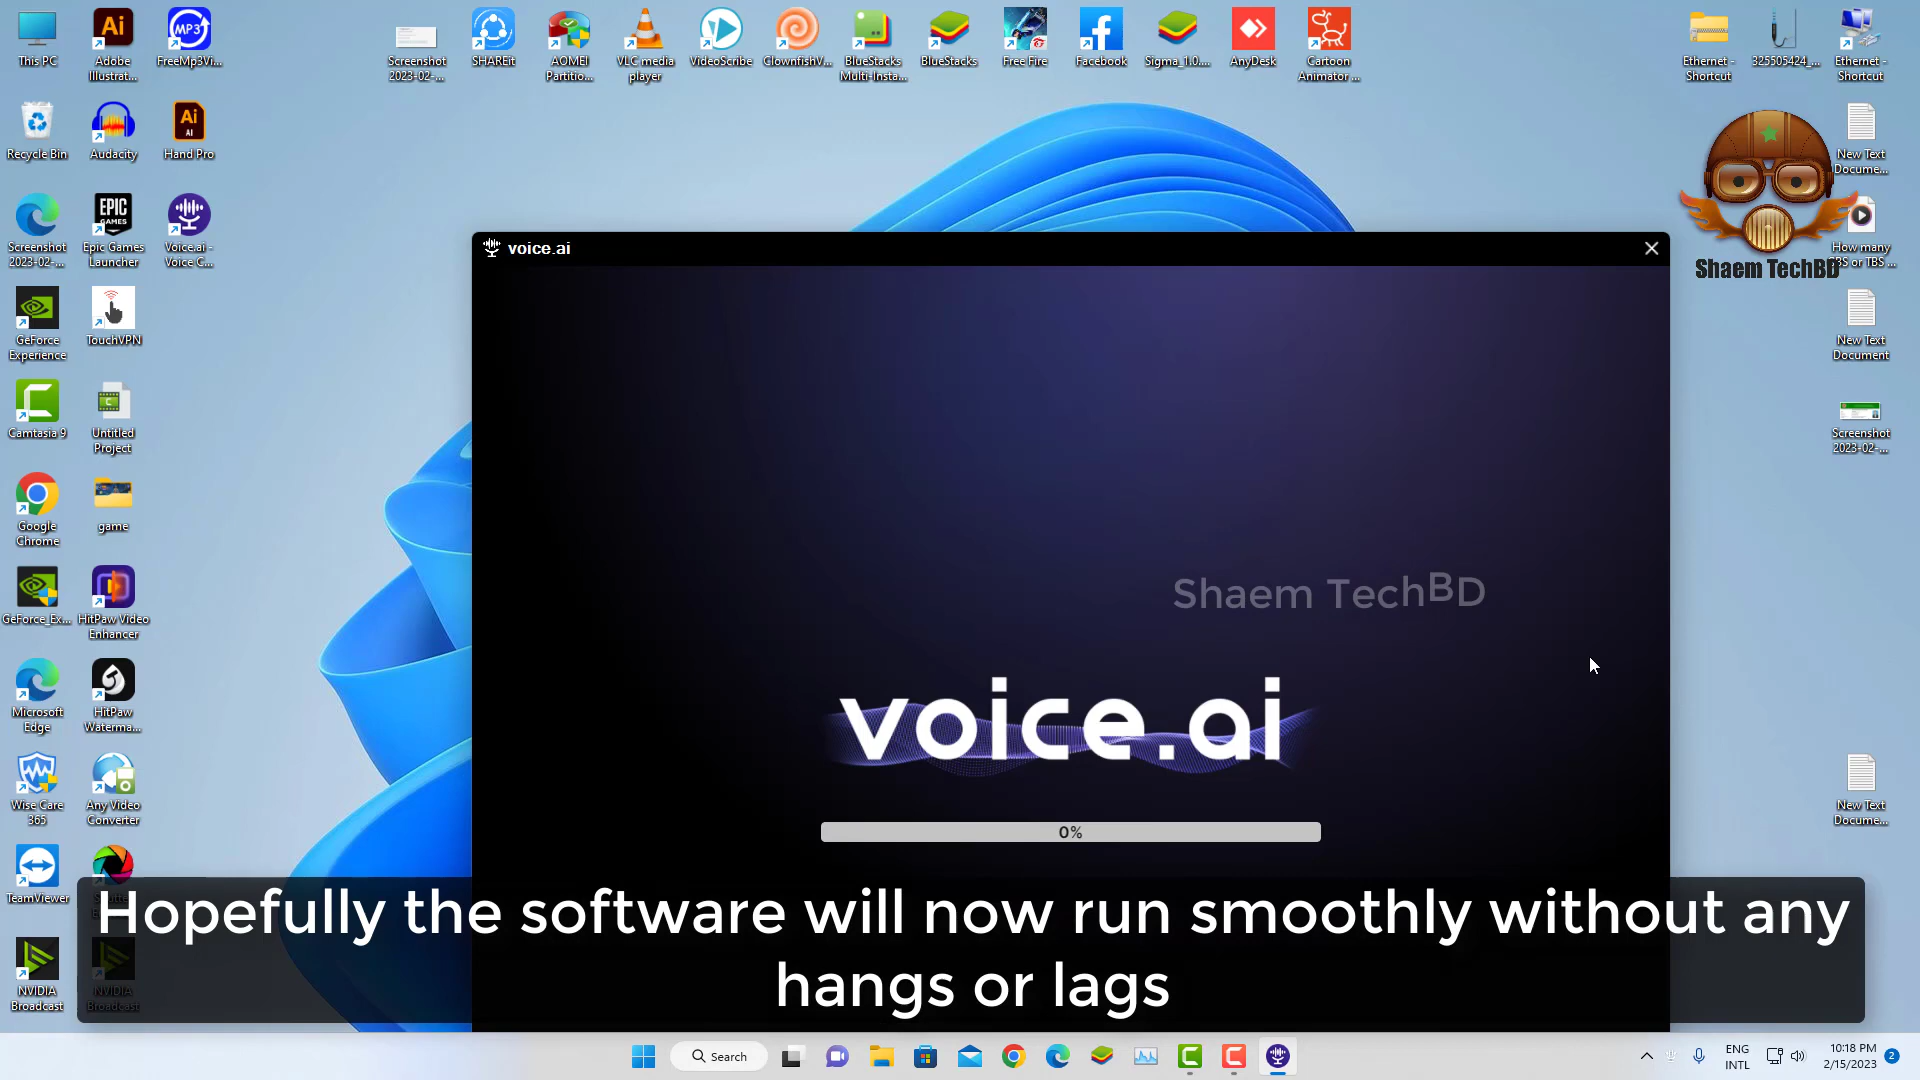 This PC
Adobe
Illustrat...
FreeMp3Vi...
Screenshot
2023-02-...
SHAREit
AOMEI
Partitio...
VLC media
player
VideoScribe
ClownfishV...
BlueStacks
Multi-Insta...
BlueStacks
Free Fire
Facebook
Sigma_1.0....
AnyDesk
Cartoon
Animator ...
Ethernet -
Shortcut
325505424_...
Ethernet -
Shortcut
Recycle Bin
Audacity
Hand Pro
New Text
Docume...
Screenshot
2023-02-...
Epic Games
Launcher
Voice.ai -
Voice C...
How many
SBS or TBS ...
Shaem TechBD
voice.ai
GeForce
Experience
TouchVPN
New Text
Document
Camtasia 9
Untitled
Project
Screenshot
2023-02-...
Google
Chrome
game
GeForce_Ex...
HitPaw Video
Enhancer
Shaem TechBD
Microsoft
Edge
HitPaw
Waterma...
voice.ai
0%
Wise Care
365
Any Video
Converter
New Text
Docume...
TeamViewer
Hopefully the software will now run smoothly without any
hangs or lags
NVIDIA
Broadcast
NVIDIA
Broadcast
Search
ENG
INTL
10:18 PM
2/15/2023
2